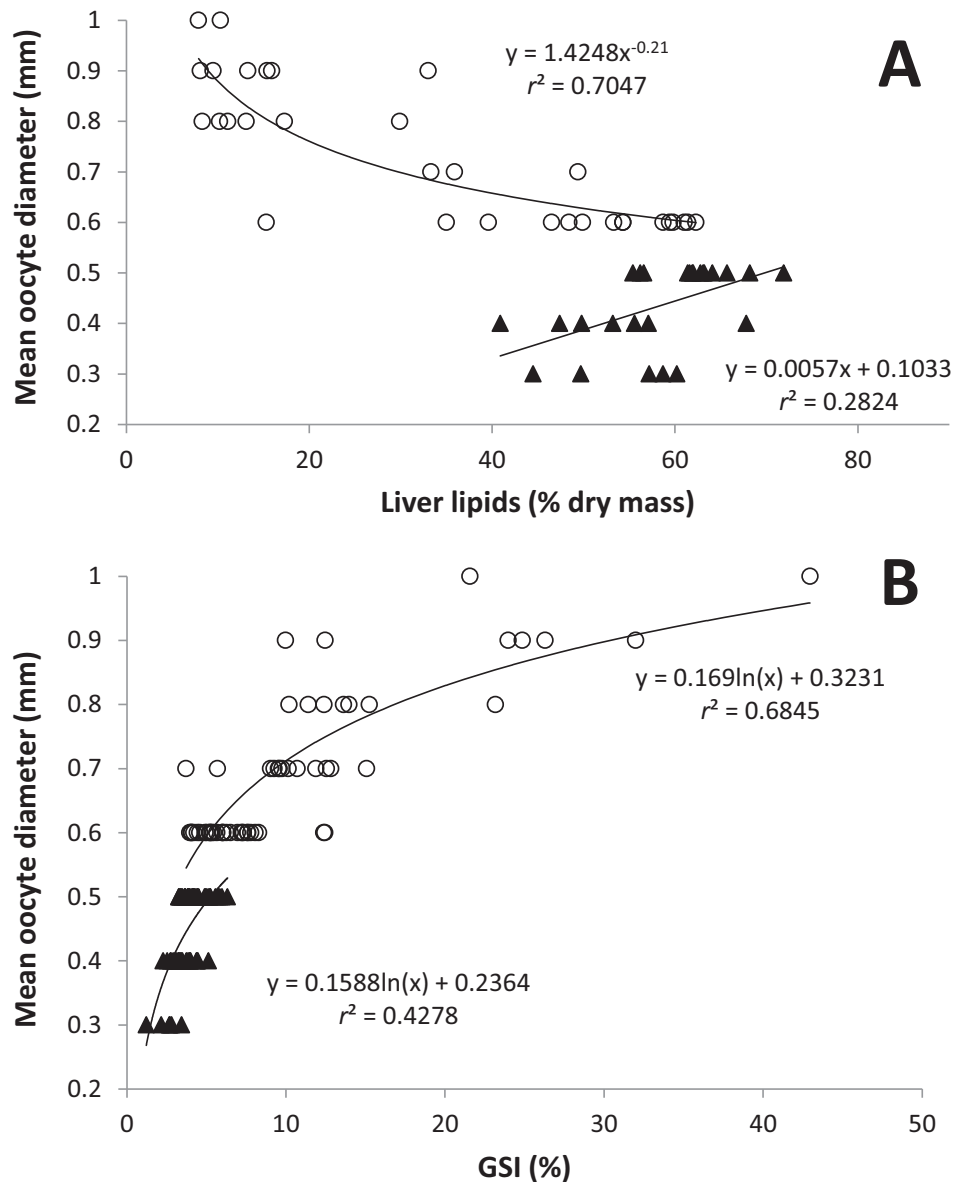 A
Mean oocyte diameter (mm)
1
0.9
0.8
0.7
0.6
0.5
0.4
0.3
0.2
y = 1.4248x⁻⁰·²¹
r² = 0.7047
y = 0.0057x + 0.1033
r² = 0.2824
0 20 40 60 80
Liver lipids (% dry mass)
B
Mean oocyte diameter (mm)
1
0.9
0.8
0.7
0.6
0.5
0.4
0.3
0.2
y = 0.169ln(x) + 0.3231
r² = 0.6845
y = 0.1588ln(x) + 0.2364
r² = 0.4278
0 10 20 30 40 50
GSI (%)